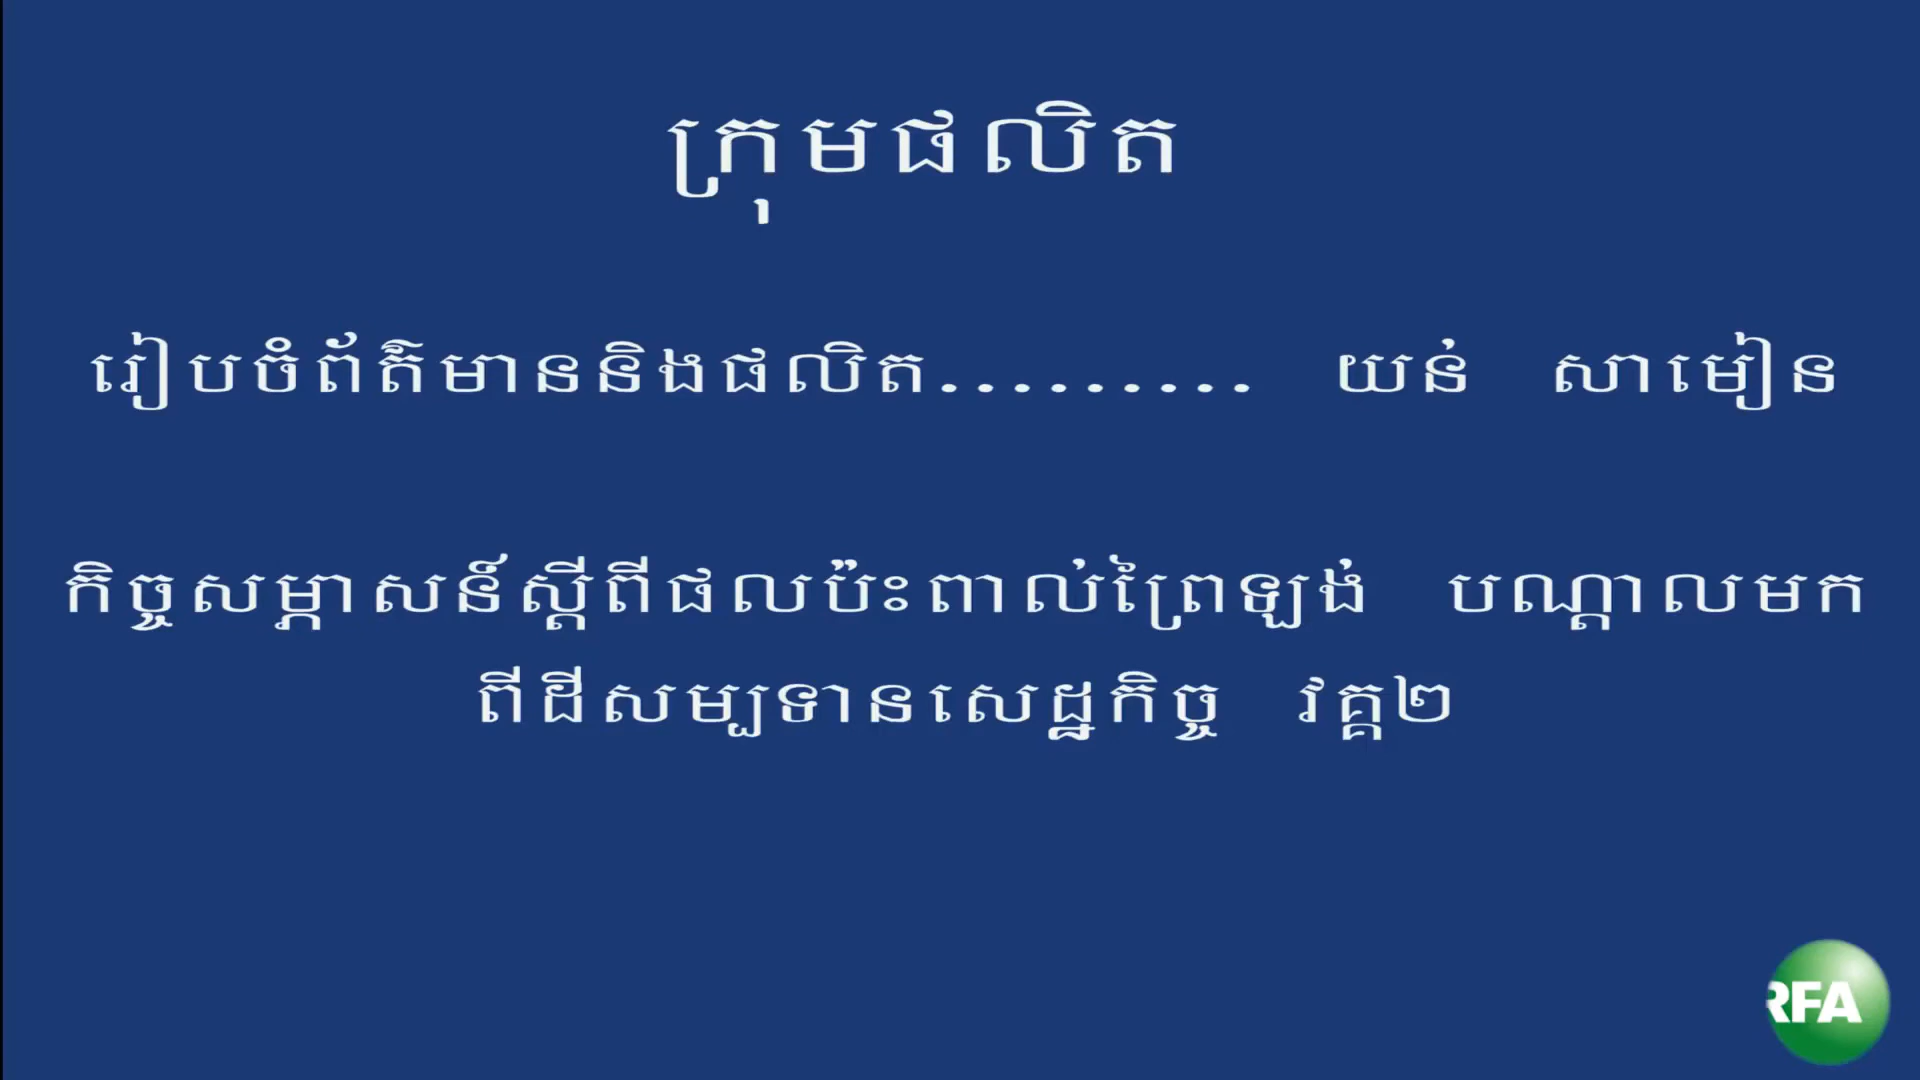 ក្រុមផលិត
រៀបចំព័ត៌មាននិងផលិត......... យន់ សាមៀន
កិច្ចសម្ភាសន៍ស្ដីពីផលប៉ះពាល់ព្រៃឡង់ បណ្ដាលមក
ពីដីសម្បទានសេដ្ឋកិច្ច វគ្គ២
RFA